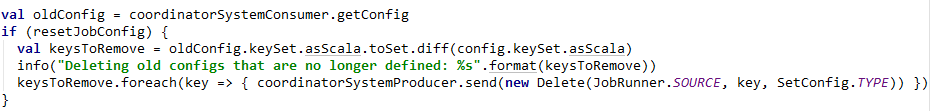 val oldConfig = coordinatorSystemConsumer.getConfig
if (resetJobConfig) {
  val keysToRemove = oldConfig.keySet.asScala.toSet.diff(config.keySet.asScala)
  info("Deleting old configs that are no longer defined: %s".format(keysToRemove))
  keysToRemove.foreach(key => { coordinatorSystemProducer.send(new Delete(JobRunner.SOURCE, key, SetConfig.TYPE)) })
}